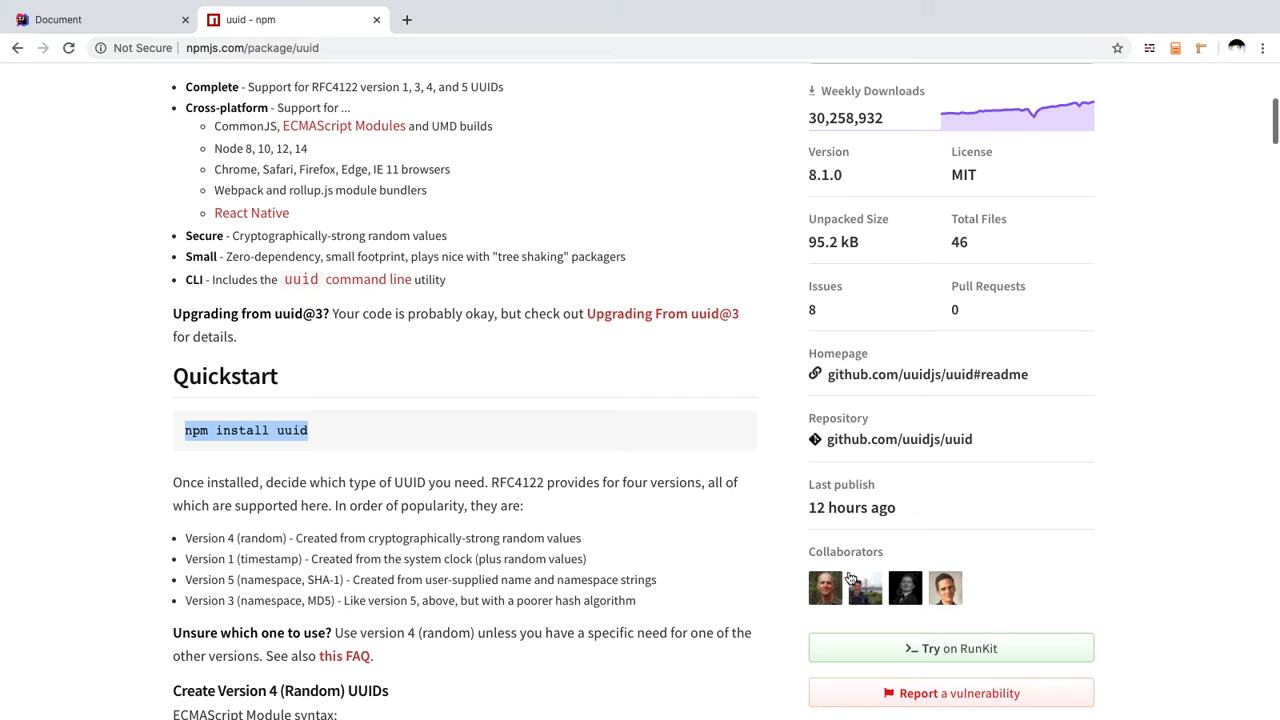 Document
uuid - npm
Not Secure
npmjs.com/package/uuid
Complete - Support for RFC4122 version 1, 3, 4, and 5 UUIDs
Cross-platform - Support for ...
CommonJS, ECMAScript Modules and UMD builds
Node 8, 10, 12, 14
Chrome, Safari, Firefox, Edge, IE 11 browsers
Webpack and rollup.js module bundlers
React Native
Secure - Cryptographically-strong random values
Small - Zero-dependency, small footprint, plays nice with "tree shaking" packagers
CLI - Includes the uuid command line utility
Upgrading from uuid@3? Your code is probably okay, but check out Upgrading From uuid@3
for details.
Quickstart
npm install uuid
Once installed, decide which type of UUID you need. RFC4122 provides for four versions, all of
which are supported here. In order of popularity, they are:
Version 4 (random) - Created from cryptographically-strong random values
Version 1 (timestamp) - Created from the system clock (plus random values)
Version 5 (namespace, SHA-1) - Created from user-supplied name and namespace strings
Version 3 (namespace, MD5) - Like version 5, above, but with a poorer hash algorithm
Unsure which one to use? Use version 4 (random) unless you have a specific need for one of the
other versions. See also this FAQ.
Create Version 4 (Random) UUIDs
ECMAScript Module syntax:
Weekly Downloads
30,258,932
Version
8.1.0
License
MIT
Unpacked Size
95.2 kB
Total Files
46
Issues
8
Pull Requests
0
Homepage
github.com/uuidjs/uuid#readme
Repository
github.com/uuidjs/uuid
Last publish
12 hours ago
Collaborators
>_ Try on RunKit
Report a vulnerability